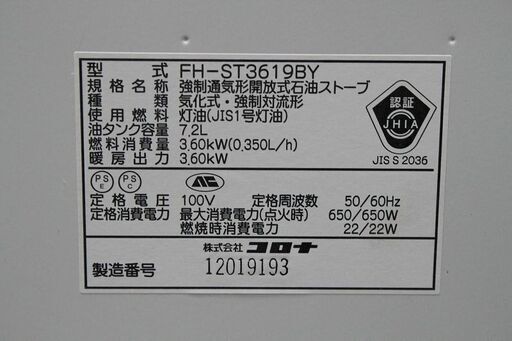 型式 FH-ST3619BY
規格名称 強制通気形開放式石油ストーブ
種類 気化式・強制対流形
使用燃料 灯油(JIS1号灯油)
油タンク容量 7.2L
燃料消費量 3.60kW(0.350L/h)
暖房出力 3.60kW
認証
JHIA
JIS S 2036
PS E
PS C
定格電圧 100V 定格周波数 50/60Hz
定格消費電力 最大消費電力(点火時) 650/650W
燃焼時消費電力 22/22W
株式会社 コロナ
製造番号 12019193